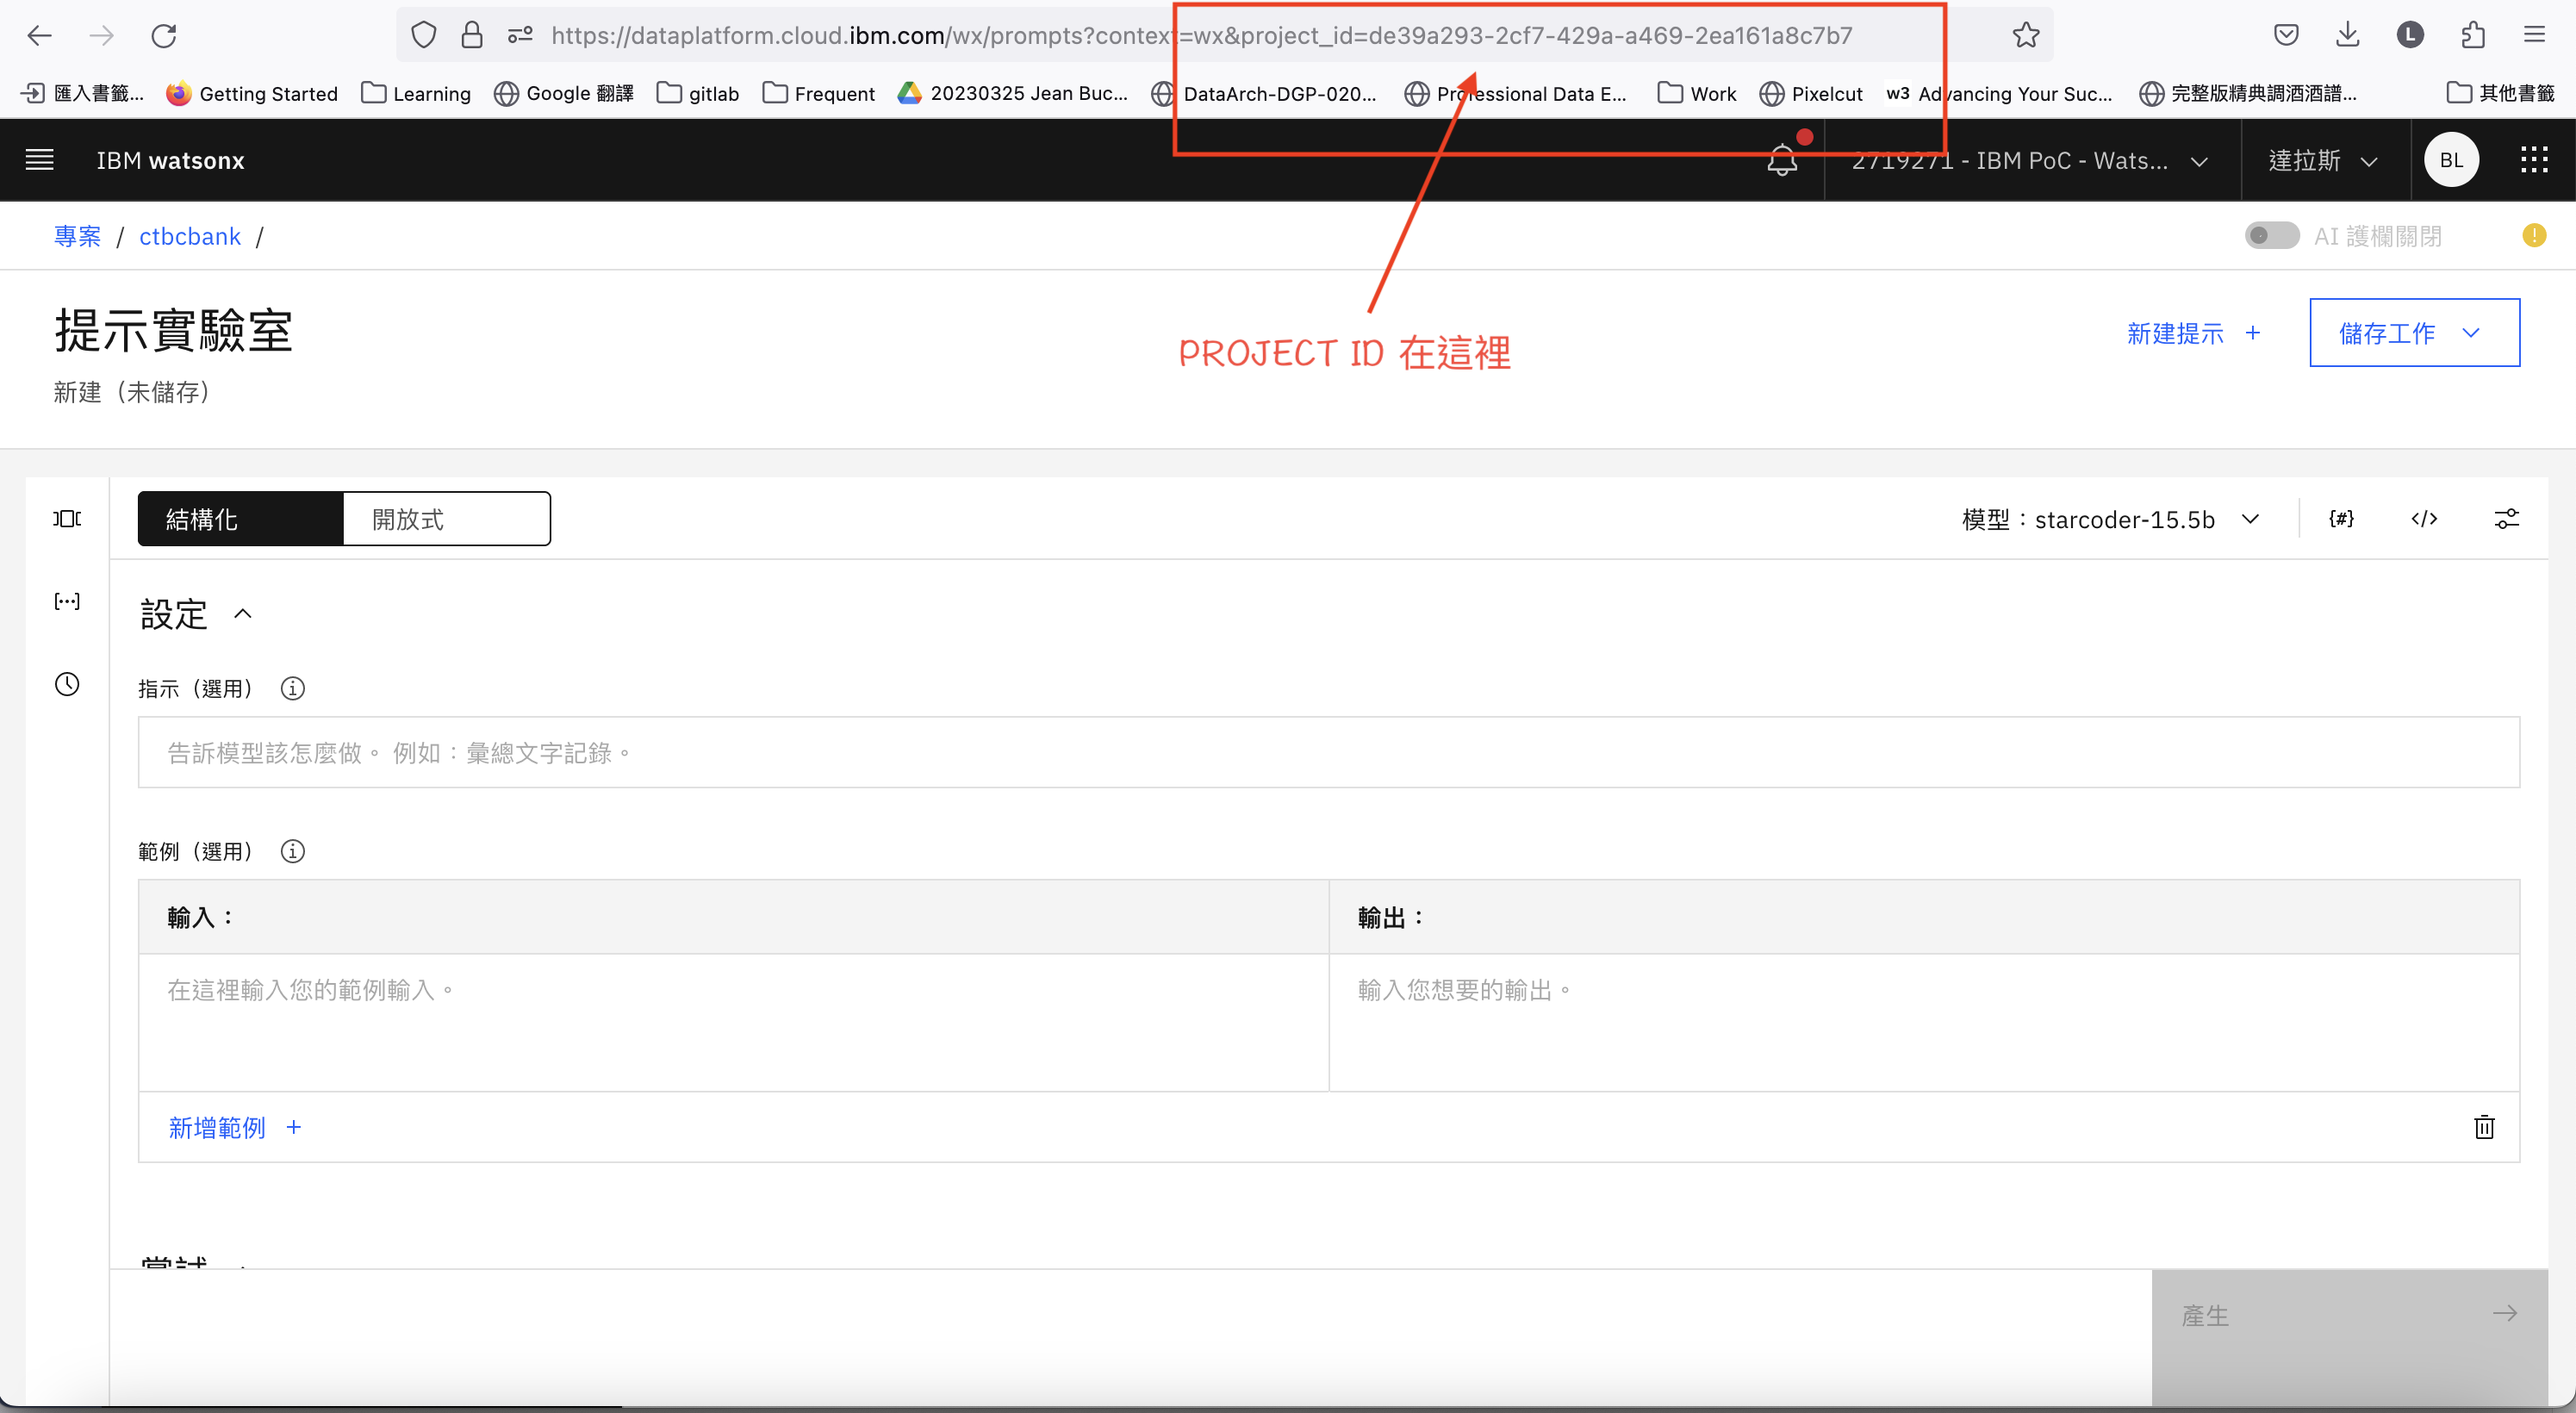 https://dataplatform.cloud.ibm.com/wx/prompts?context=wx&project_id=de39a293-2cf7-429a-a469-2ea161a8c7b7
L
匯入書籤... Getting Started Learning Google 翻譯 gitlab Frequent 20230325 Jean Buc... DataArch-DGP-020... Professional Data E... Work Pixelcut w3 Advancing Your Suc... 完整版精典調酒酒譜... 其他書籤
IBM watsonx 2719271 - IBM PoC - Wats... 達拉斯 BL
專案 / ctbcbank / AI 護欄關閉
提示實驗室
新建（未儲存）
PROJECT ID 在這裡
新建提示 +
儲存工作
結構化 開放式 模型：starcoder-15.5b {#} </>
設定
指示（選用）
告訴模型該怎麼做。 例如：彙總文字記錄。
範例（選用）
輸入： 輸出：
在這裡輸入您的範例輸入。 輸入您想要的輸出。
新增範例 +
嘗試
產生